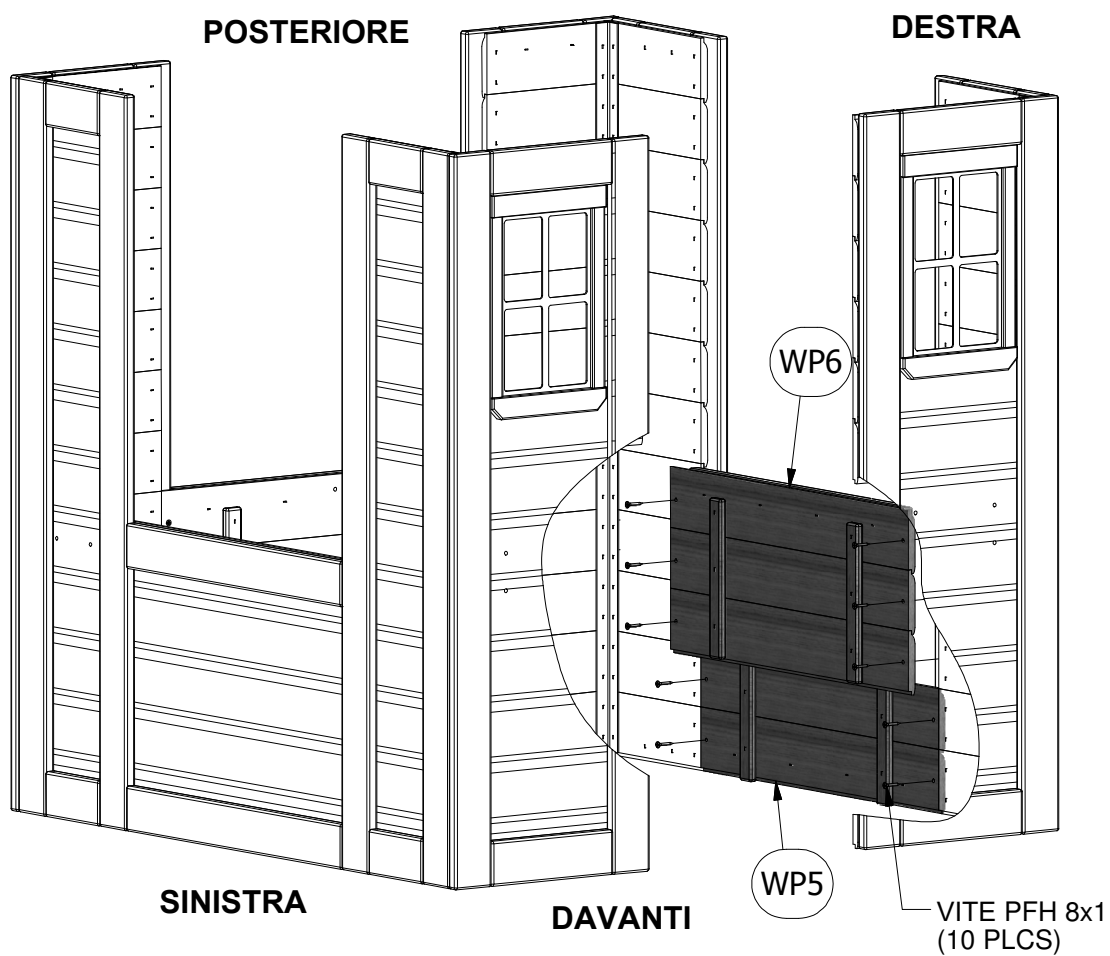 POSTERIORE
DESTRA
WP6
WP5
SINISTRA
DAVANTI
VITE PFH 8x1
(10 PLCS)